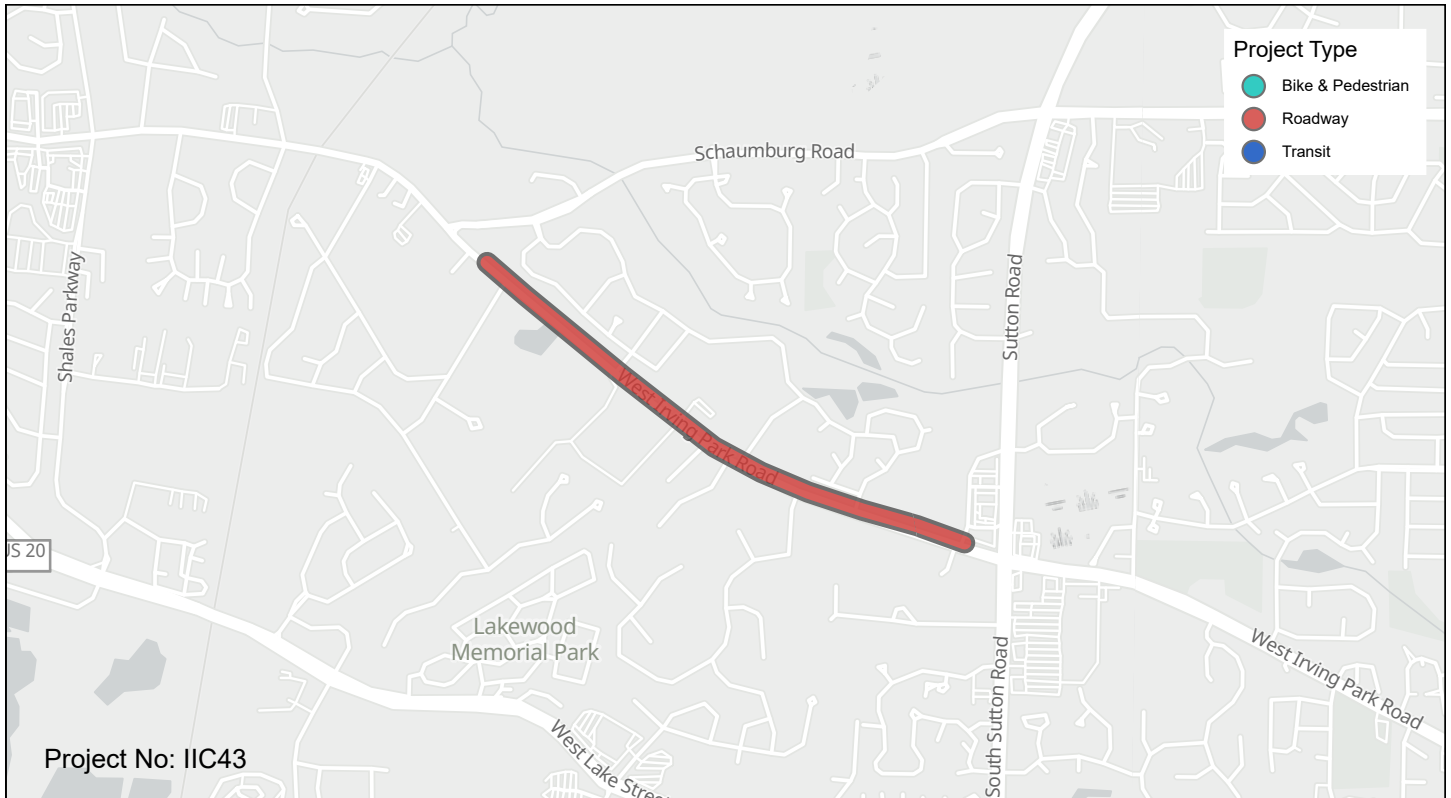 Project Type
Bike & Pedestrian
Roadway
Transit
Schaumburg Road
Sutton Road
Shales Parkway
West Irving Park Road
US 20
Lakewood
Memorial Park
West Irving Park Road
South Sutton Road
West Lake Street
Project No: IIC43